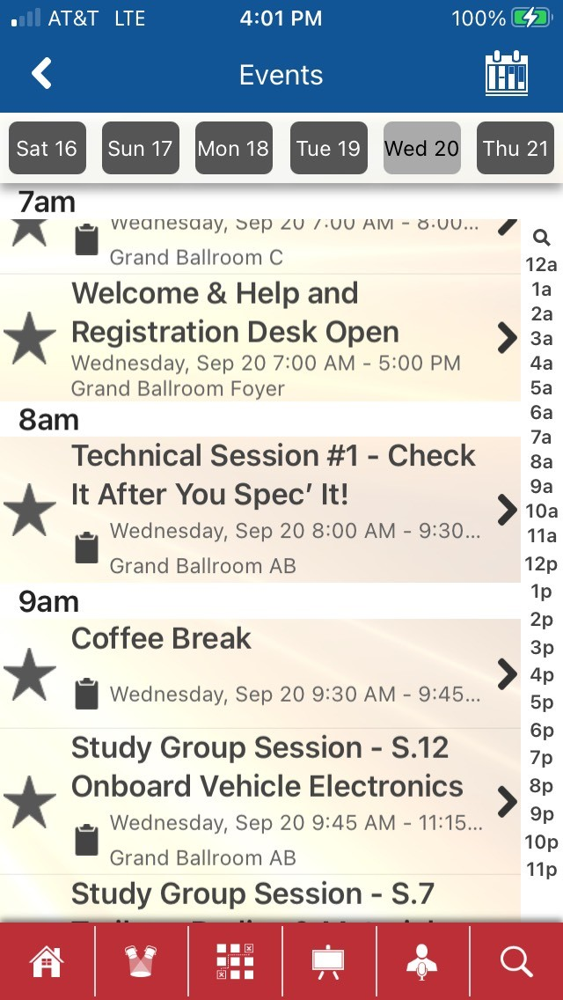 AT&T LTE 4:01 PM 100%
Events
Sat 16 Sun 17 Mon 18 Tue 19 Wed 20 Thu 21
7am
Wednesday, Sep 20 7:00 AM - 8:00...
Grand Ballroom C
Welcome & Help and
Registration Desk Open
Wednesday, Sep 20 7:00 AM - 5:00 PM
Grand Ballroom Foyer
8am
Technical Session #1 - Check
It After You Spec’ It!
Wednesday, Sep 20 8:00 AM - 9:30...
Grand Ballroom AB
9am
Coffee Break
Wednesday, Sep 20 9:30 AM - 9:45...
Study Group Session - S.12
Onboard Vehicle Electronics
Wednesday, Sep 20 9:45 AM - 11:15...
Grand Ballroom AB
Study Group Session - S.7
12a
1a
2a
3a
4a
5a
6a
7a
8a
9a
10a
11a
12p
1p
2p
3p
4p
5p
6p
7p
8p
9p
10p
11p